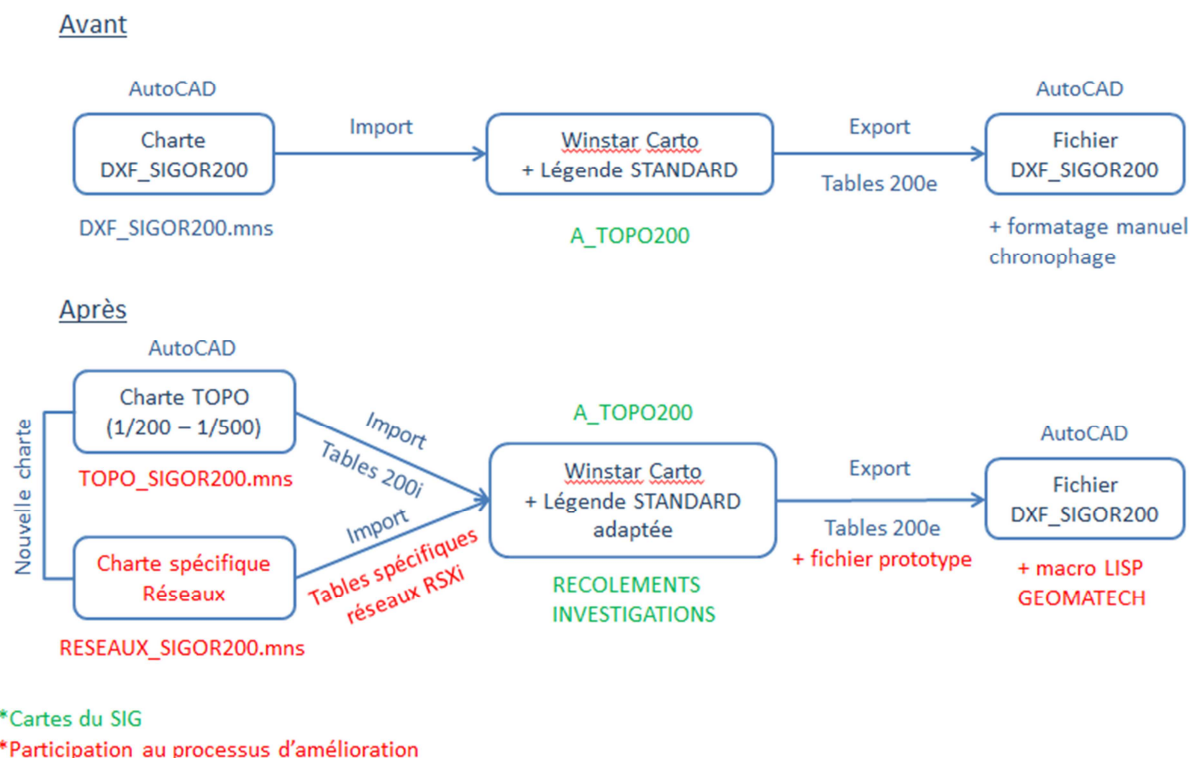 Avant
AutoCAD
Charte
DXF_SIGOR200
DXF_SIGOR200.mns
Import
Winstar Carto
+ Légende STANDARD
A_TOPO200
Export
Tables 200e
AutoCAD
Fichier
DXF_SIGOR200
+ formatage manuel
chronophage
Après
AutoCAD
Nouvelle charte
Charte TOPO
(1/200 – 1/500)
TOPO_SIGOR200.mns
Import
Tables 200i
Charte spécifique
Réseaux
RESEAUX_SIGOR200.mns
Import
Tables spécifiques
réseaux RSXi
A_TOPO200
Winstar Carto
+ Légende STANDARD
adaptée
RECOLEMENTS
INVESTIGATIONS
Export
Tables 200e
+ fichier prototype
AutoCAD
Fichier
DXF_SIGOR200
+ macro LISP
GEOMATECH
*Cartes du SIG
*Participation au processus d'amélioration